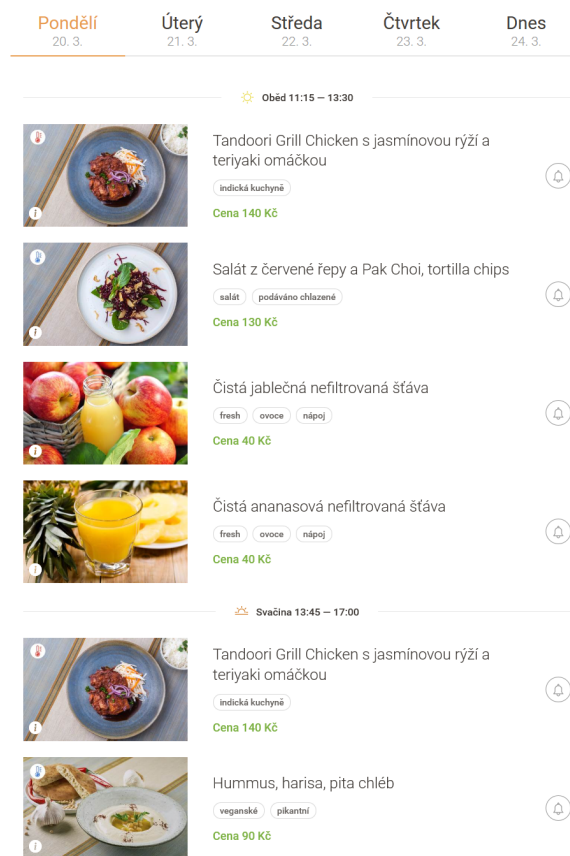 Pondělí Úterý Středa Čtvrtek Dnes
20. 3. 21. 3. 22. 3. 23. 3. 24. 3.
Oběd 11:15 — 13:30
Tandoori Grill Chicken s jasmínovou rýží a
teriyaki omáčkou
indická kuchyně
Cena 140 Kč
i
Salát z červené řepy a Pak Choi, tortilla chips
salát podáváno chlazené
Cena 130 Kč
i
Čistá jablečná nefiltrovaná šťáva
fresh ovoce nápoj
Cena 40 Kč
i
Čistá ananasová nefiltrovaná šťáva
fresh ovoce nápoj
Cena 40 Kč
i
Svačina 13:45 — 17:00
Tandoori Grill Chicken s jasmínovou rýží a
teriyaki omáčkou
indická kuchyně
Cena 140 Kč
i
Hummus, harisa, pita chléb
veganské pikantní
Cena 90 Kč
i